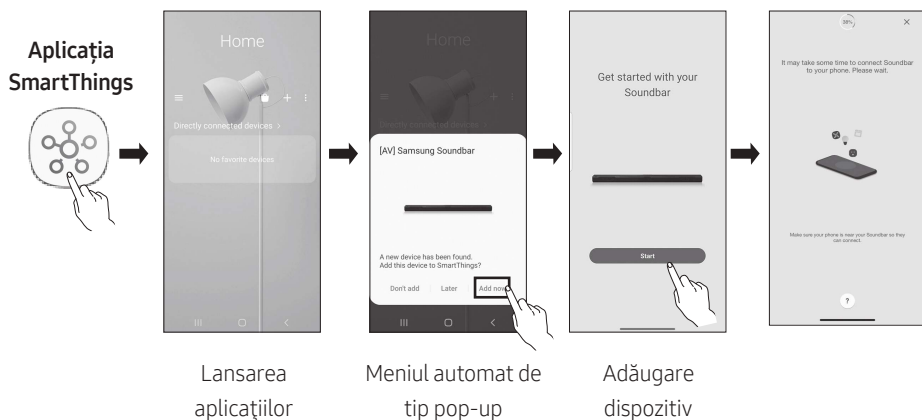 Aplicația
SmartThings
Home
Directly connected devices >
No favorite devices
Lansarea
aplicațiilor
Home
Directly connected devices >
[AV] Samsung Soundbar
A new device has been found.
Add this device to SmartThings?
Don't add
Later
Add now
Meniul automat de
tip pop-up
Get started with your
Soundbar
Start
Adăugare
dispozitiv
It may take some time to connect Soundbar
to your phone. Please wait.
Make sure your phone is near your Soundbar so they
can connect.
?